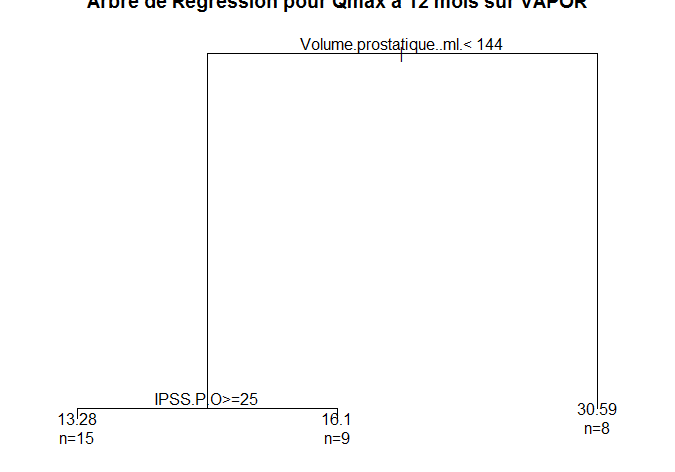 Arbre de Régression pour Qmax à 12 mois sur VAPOR
Volume.prostatique..ml.< 144
IPSS.P.O>=25
13.28
n=15
16.1
n=9
30.59
n=8